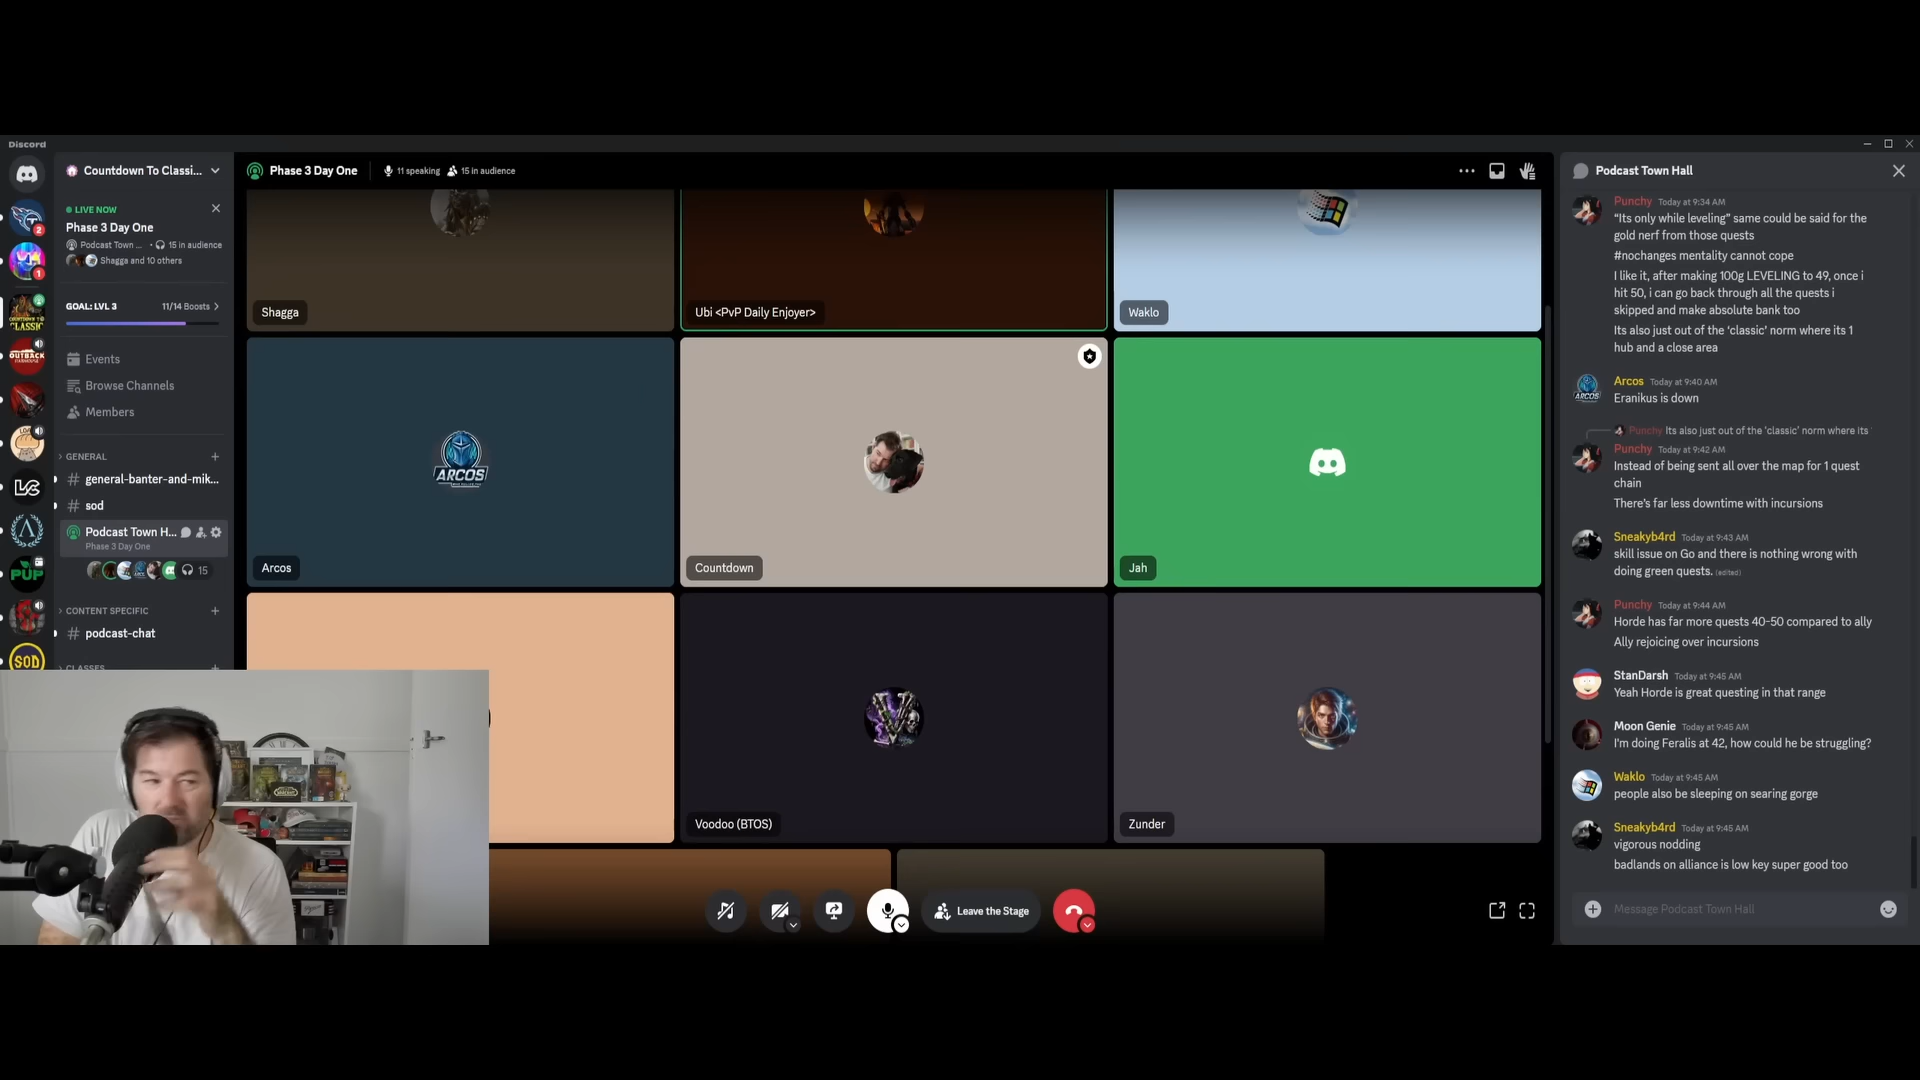 Discord
Countdown To Classi...
LIVE NOW
Phase 3 Day One
Podcast Town ... • 15 in audience
Shagga and 10 others
GOAL: LVL 3 11/14 Boosts >
Events
Browse Channels
Members
GENERAL +
# general-banter-and-mik...
# sod
Podcast Town H...
Phase 3 Day One
15
CONTENT SPECIFIC +
# podcast-chat
CLASSES
2
1
COUNTDOWN TO
CLASSIC
OUTBACK
LC
PUP
SOD
Phase 3 Day One
11 speaking 15 in audience
Shagga
Ubi <PvP Daily Enjoyer>
Waklo
ARCOS
Arcos
Countdown
Jah
Voodoo (BTOS)
Zunder
Leave the Stage
Podcast Town Hall
Punchy Today at 9:34 AM
“Its only while leveling” same could be said for the
gold nerf from those quests
#nochanges mentality cannot cope
I like it, after making 100g LEVELING to 49, once i
hit 50, i can go back through all the quests i
skipped and make absolute bank too
Its also just out of the 'classic' norm where its 1
hub and a close area
Arcos Today at 9:40 AM
Eranikus is down
Punchy Its also just out of the 'classic' norm where its
Punchy Today at 9:42 AM
Instead of being sent all over the map for 1 quest
chain
There's far less downtime with incursions
Sneakyb4rd Today at 9:43 AM
skill issue on Go and there is nothing wrong with
doing green quests. (edited)
Punchy Today at 9:44 AM
Horde has far more quests 40-50 compared to ally
Ally rejoicing over incursions
StanDarsh Today at 9:45 AM
Yeah Horde is great questing in that range
Moon Genie Today at 9:45 AM
I'm doing Feralis at 42, how could he be struggling?
Waklo Today at 9:45 AM
people also be sleeping on searing gorge
Sneakyb4rd Today at 9:45 AM
vigorous nodding
badlands on alliance is low key super good too
Message Podcast Town Hall